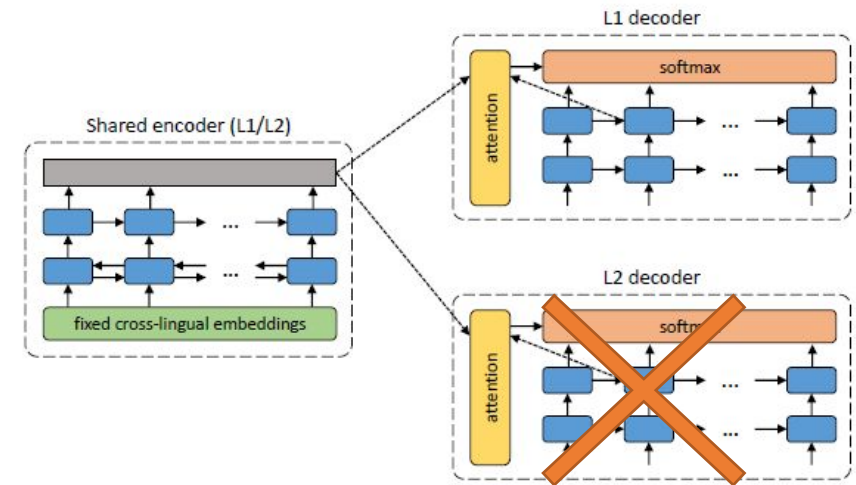 L1 decoder
softmax
attention
Shared encoder (L1/L2)
...
...
...
...
fixed cross-lingual embeddings
L2 decoder
softm
attention
...
...